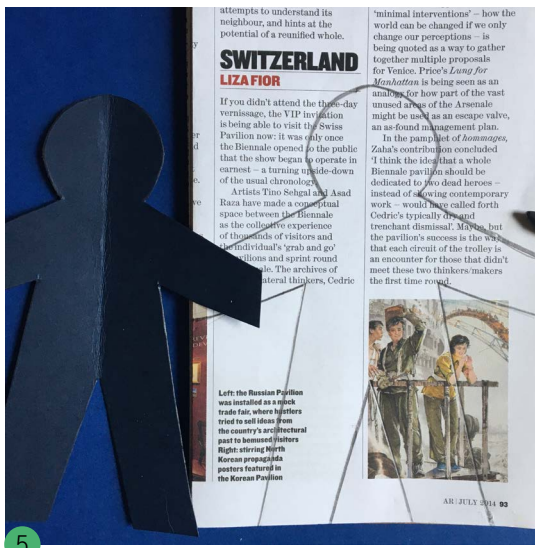 attempts to understand its
neighbour, and hints at the
potential of a reunified whole.
SWITZERLAND
LIZA FIOR
If you didn't attend the three-day
vernissage, the VIP invitation
is being able to visit the Swiss
Pavilion now: it was only once
the Biennale opened to the public
that the show began to operate in
earnest – a turning upside-down
of the usual chronology.
Artists Tino Sehgal and Asad
Raza have made a conceptual
space between the Biennale
as the collective experience
of thousands of visitors and
the individual's 'grab and go'
pavilions and sprint round
The archives of
lateral thinkers, Cedric
Left: the Russian Pavilion
was installed as a mock
trade fair, where hustlers
tried to sell ideas from
the country's architectural
past to bemused visitors
Right: stirring North
Korean propaganda
posters featured in
the Korean Pavilion
'minimal interventions' – how the
world can be changed if we only
change our perceptions – is
being quoted as a way to gather
together multiple proposals
for Venice. Price's Lung for
Manhattan is being seen as an
analogy for how part of the vast
unused areas of the Arsenale
might be used as an escape valve,
an as-found management plan.
In the pamphlet of hommages,
Zaha's contribution concluded
'I think the idea that a whole
Biennale pavilion should be
dedicated to two dead heroes –
instead of showing contemporary
work – would have called forth
Cedric's typically dry and
trenchant dismissal'. Maybe, but
the pavilion's success is the way
that each circuit of the trolley is
an encounter for those that didn't
meet these two thinkers/makers
the first time round.
AR | JULY 2014 93
5